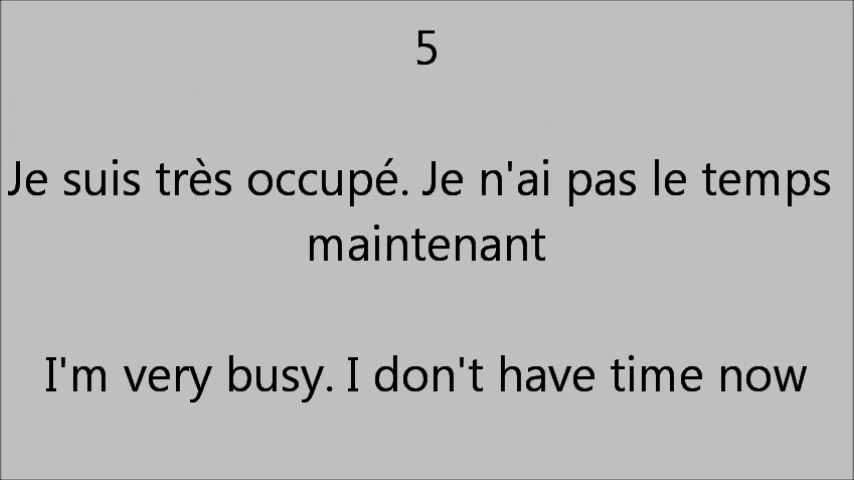 5
Je suis très occupé. Je n'ai pas le temps
maintenant
I'm very busy. I don't have time now